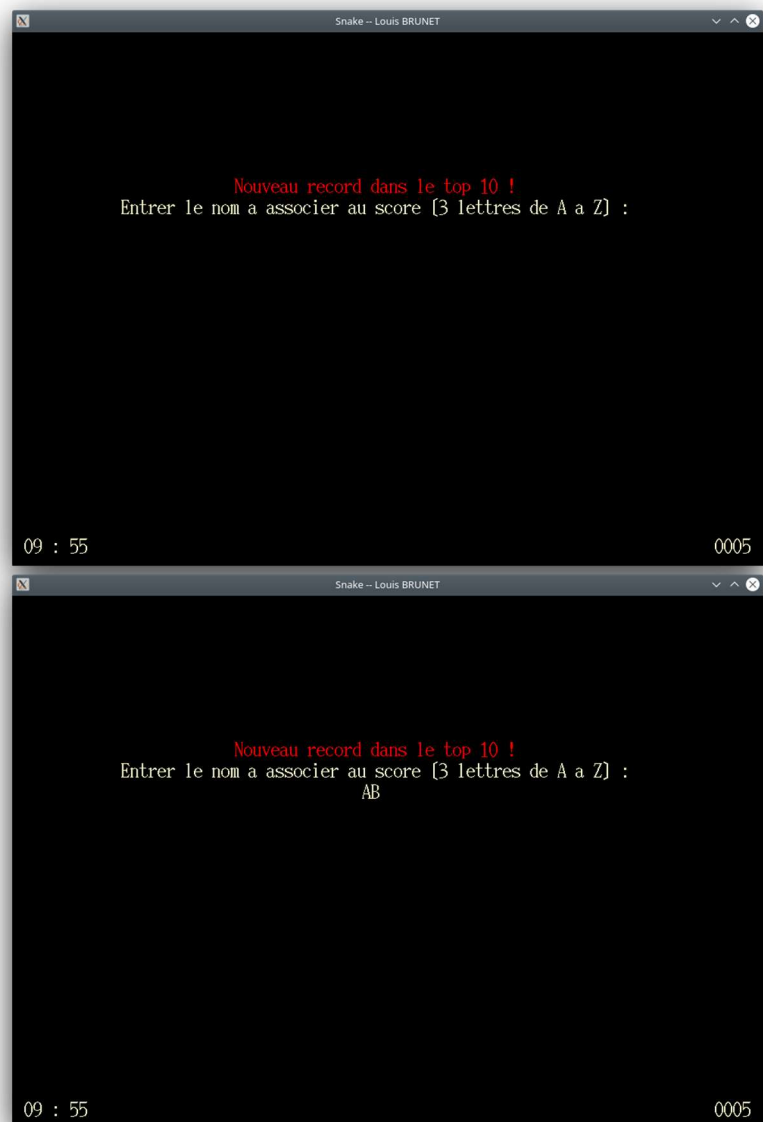 Snake -- Louis BRUNET
Nouveau record dans le top 10 !
Entrer le nom a associer au score (3 lettres de A a Z) :
09 : 55
0005
Snake -- Louis BRUNET
Nouveau record dans le top 10 !
Entrer le nom a associer au score (3 lettres de A a Z) :
AB
09 : 55
0005